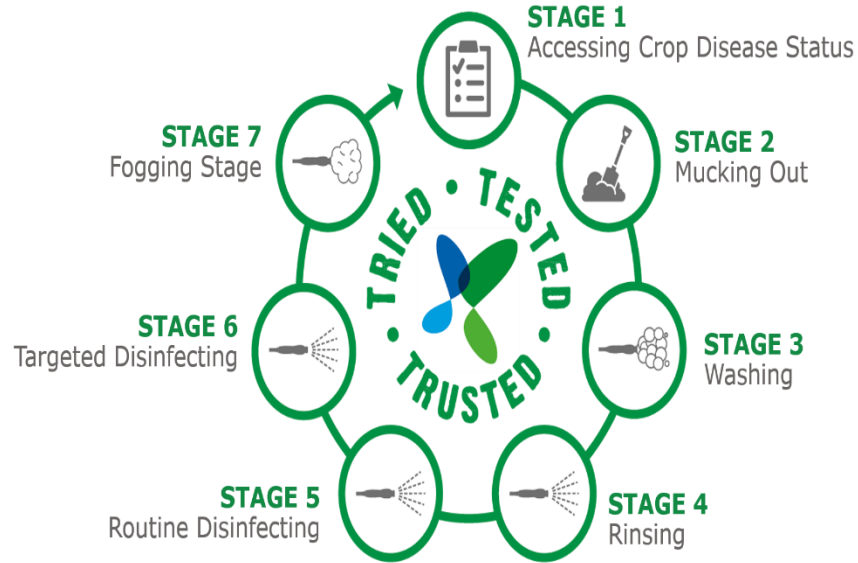 STAGE 1
Accessing Crop Disease Status
STAGE 2
Mucking Out
STAGE 3
Washing
STAGE 4
Rinsing
STAGE 5
Routine Disinfecting
STAGE 6
Targeted Disinfecting
STAGE 7
Fogging Stage
TRIED • TESTED • TRUSTED •